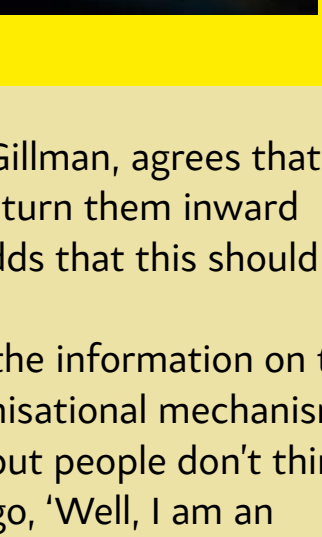 Gillman, agrees that
turn them inward
dds that this should
the information on t
nisational mechanism
out people don't thin
go, 'Well, I am an